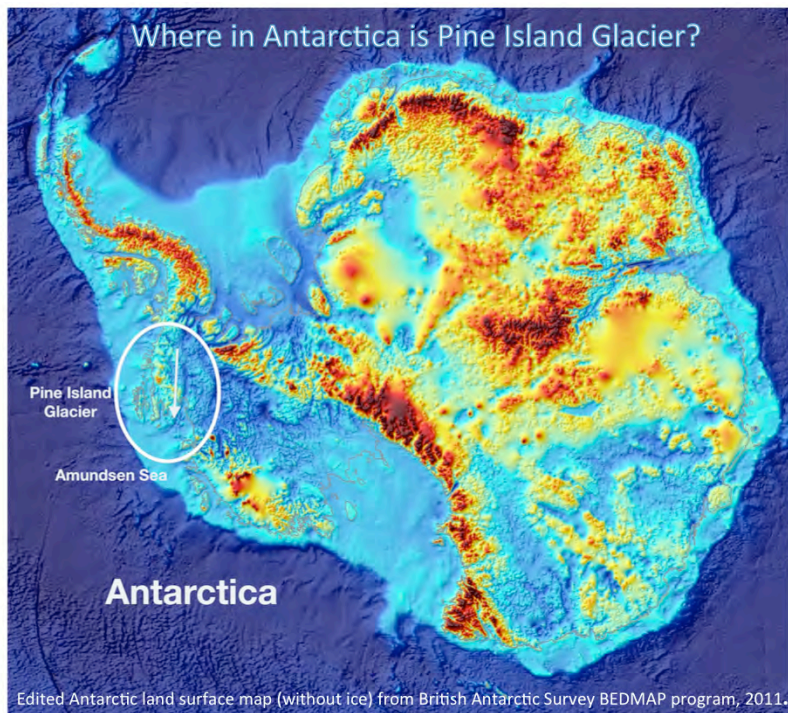 Where in Antarctica is Pine Island Glacier?
Pine Island
Glacier
Amundsen Sea
Antarctica
Edited Antarctic land surface map (without ice) from British Antarctic Survey BEDMAP program, 2011.